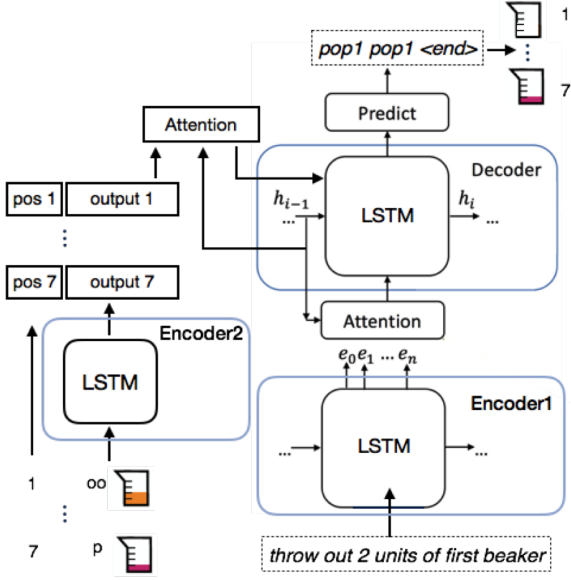 1
pop1 pop1 <end>
7
Predict
Attention
Decoder
pos 1 output 1
h_{i-1}
... LSTM ...
h_i
pos 7 output 7
Attention
Encoder2
e_0 e_1 ... e_n
LSTM
Encoder1
... LSTM ...
1 oo
7 p
throw out 2 units of first beaker